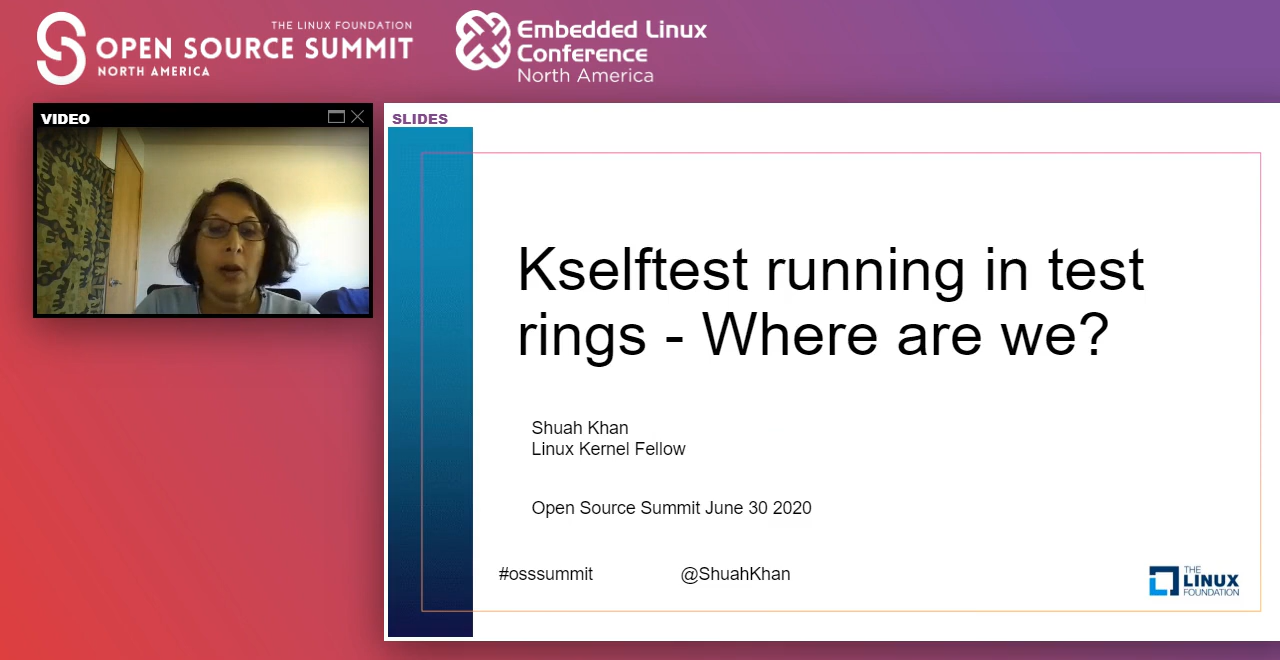 THE LINUX FOUNDATION
OPEN SOURCE SUMMIT
NORTH AMERICA
Embedded Linux
Conference
North America
VIDEO
SLIDES
Kselftest running in test
rings - Where are we?
Shuah Khan
Linux Kernel Fellow
Open Source Summit June 30 2020
#osssummit @ShuahKhan
THE
LINUX
FOUNDATION